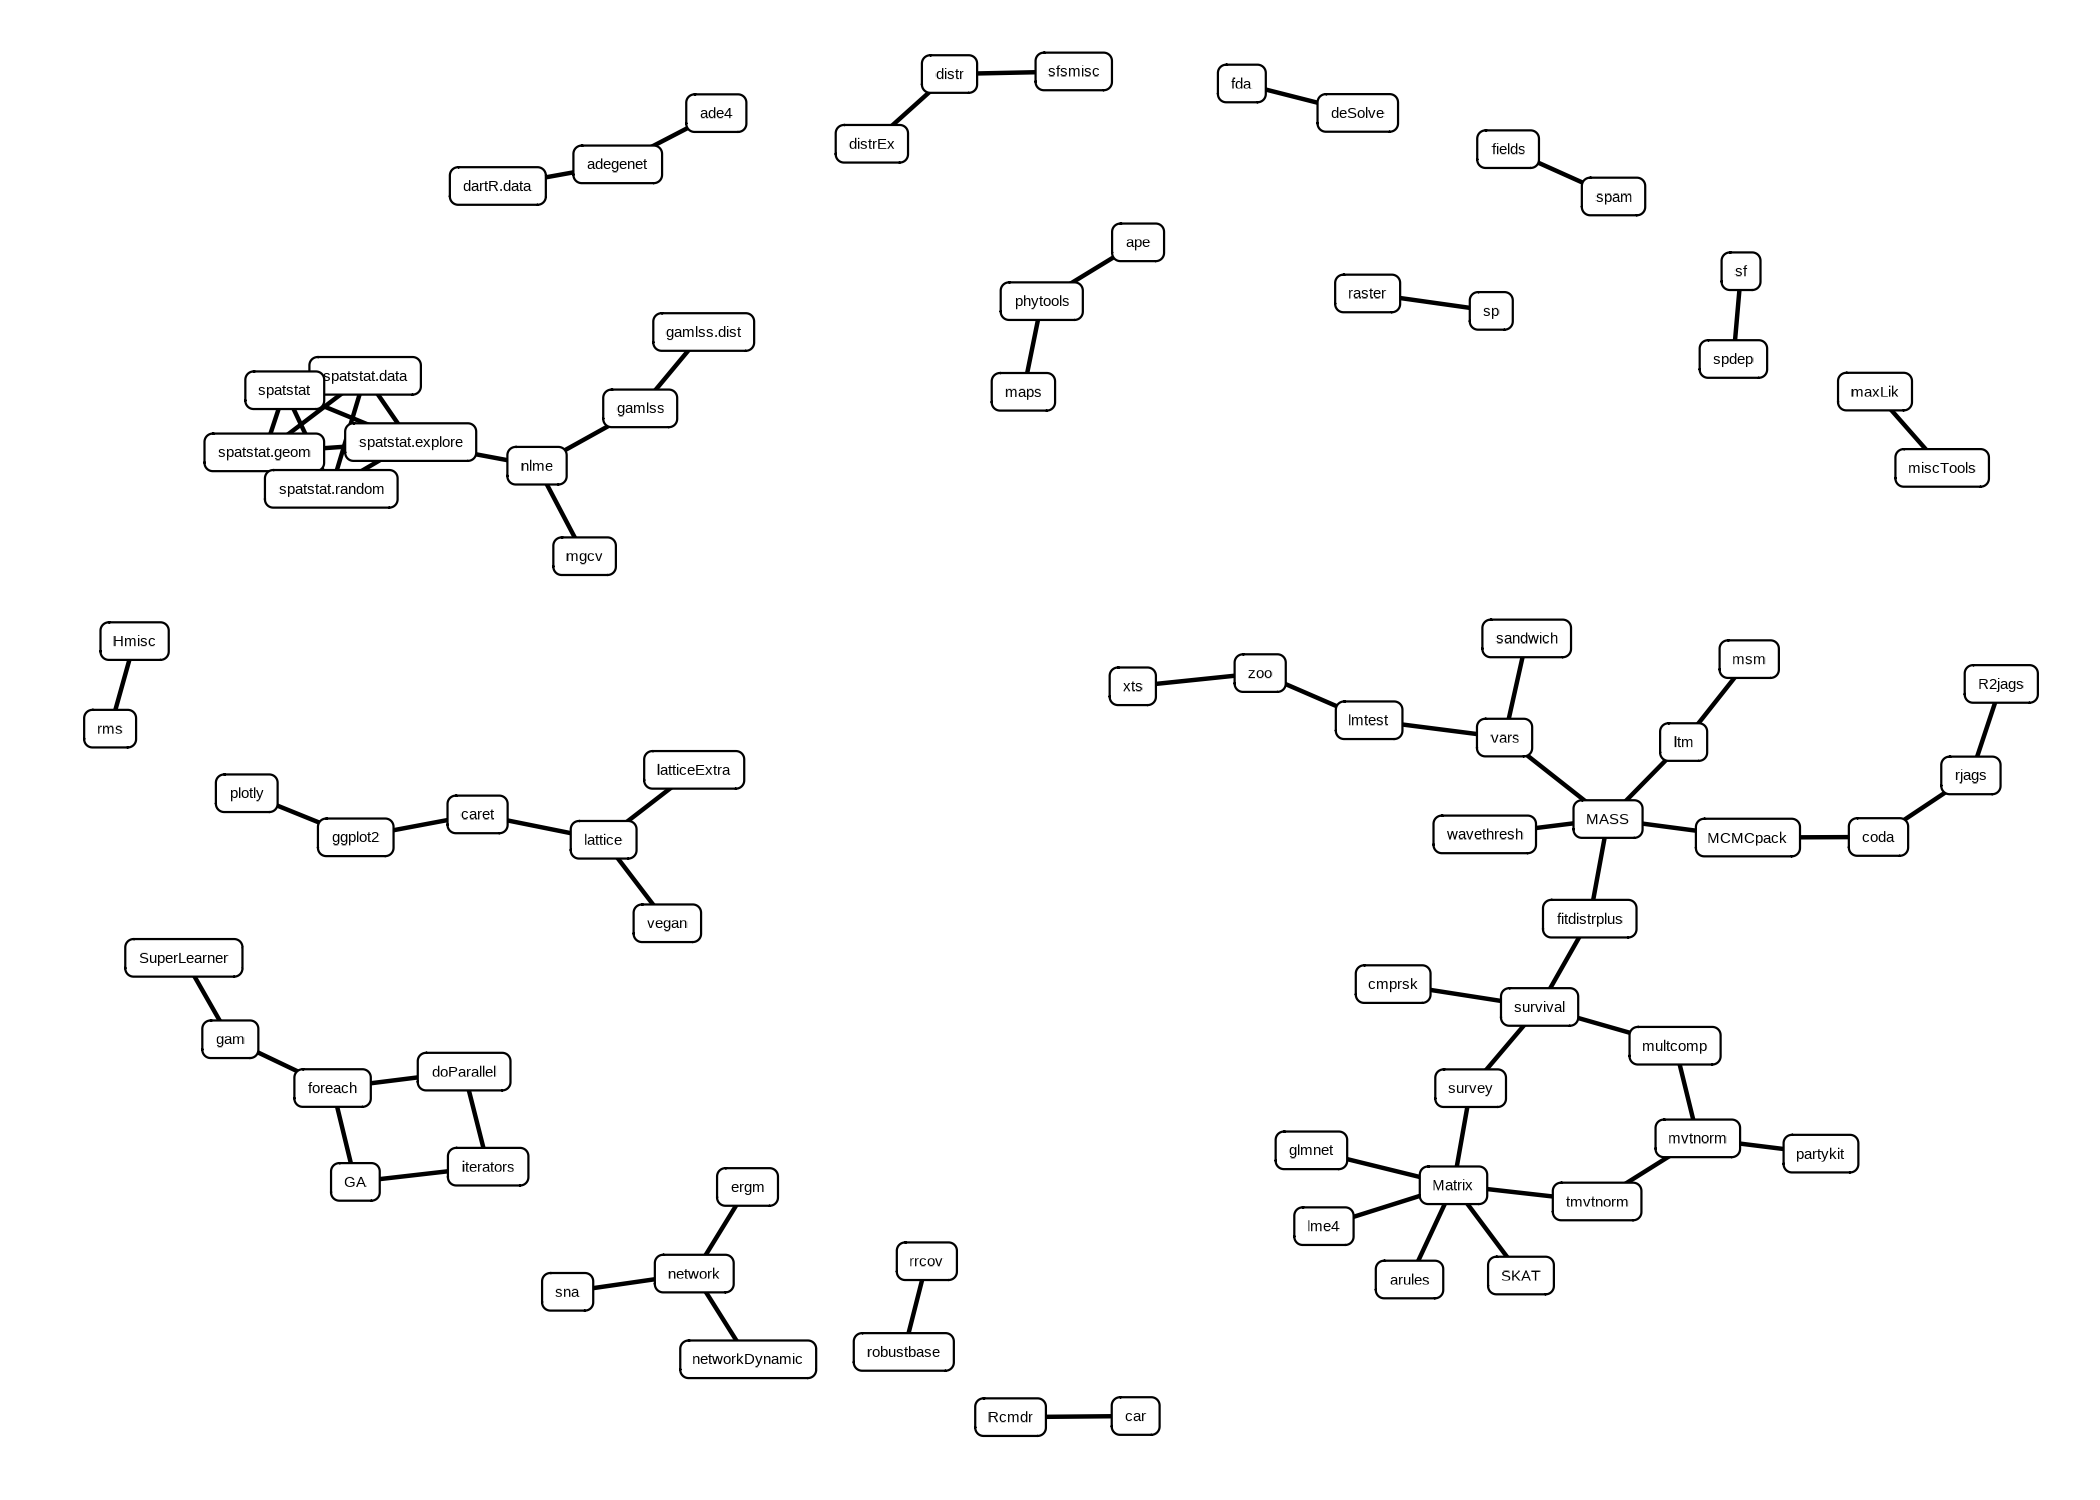 distr
sfsmisc
fda
deSolve
ade4
distrEx
adegenet
dartR.data
fields
spam
ape
phytools
maps
raster
sp
sf
spdep
maxLik
miscTools
gamlss.dist
spatstat.data
spatstat
gamlss
spatstat.explore
spatstat.geom
nlme
spatstat.random
mgcv
Hmisc
rms
sandwich
msm
xts
zoo
R2jags
lmtest
vars
ltm
rjags
plotly
ggplot2
caret
latticeExtra
lattice
vegan
wavethresh
MASS
MCMCpack
coda
fitdistrplus
SuperLearner
gam
foreach
doParallel
GA
iterators
cmprsk
survival
multcomp
survey
glmnet
mvtnorm
partykit
Matrix
tmvtnorm
lme4
arules
SKAT
ergm
network
sna
networkDynamic
rrcov
robustbase
Rcmdr
car